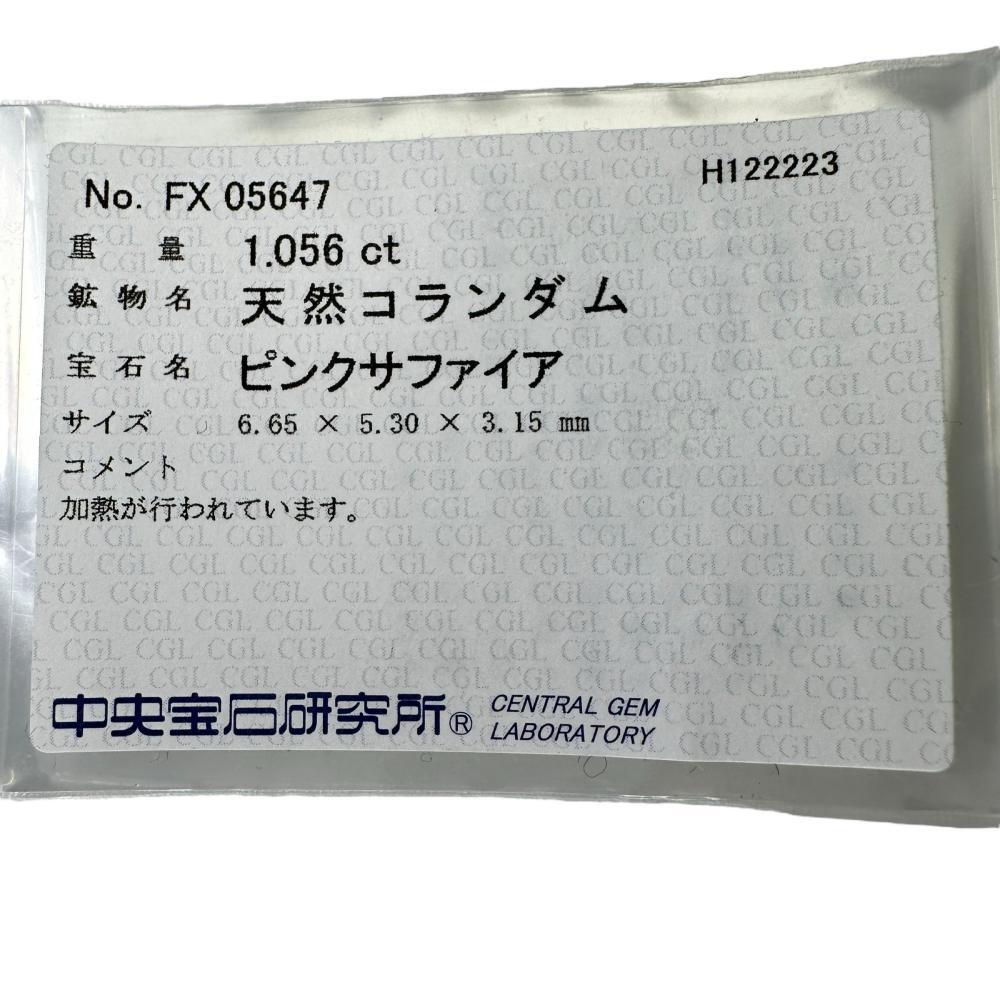 No. FX 05647
H122223
重量 1.056 ct
鉱物名 天然コランダム
宝石名 ピンクサファイア
サイズ 6.65 × 5.30 × 3.15 mm
コメント
加熱が行われています。
中央宝石研究所® CENTRAL GEM
LABORATORY